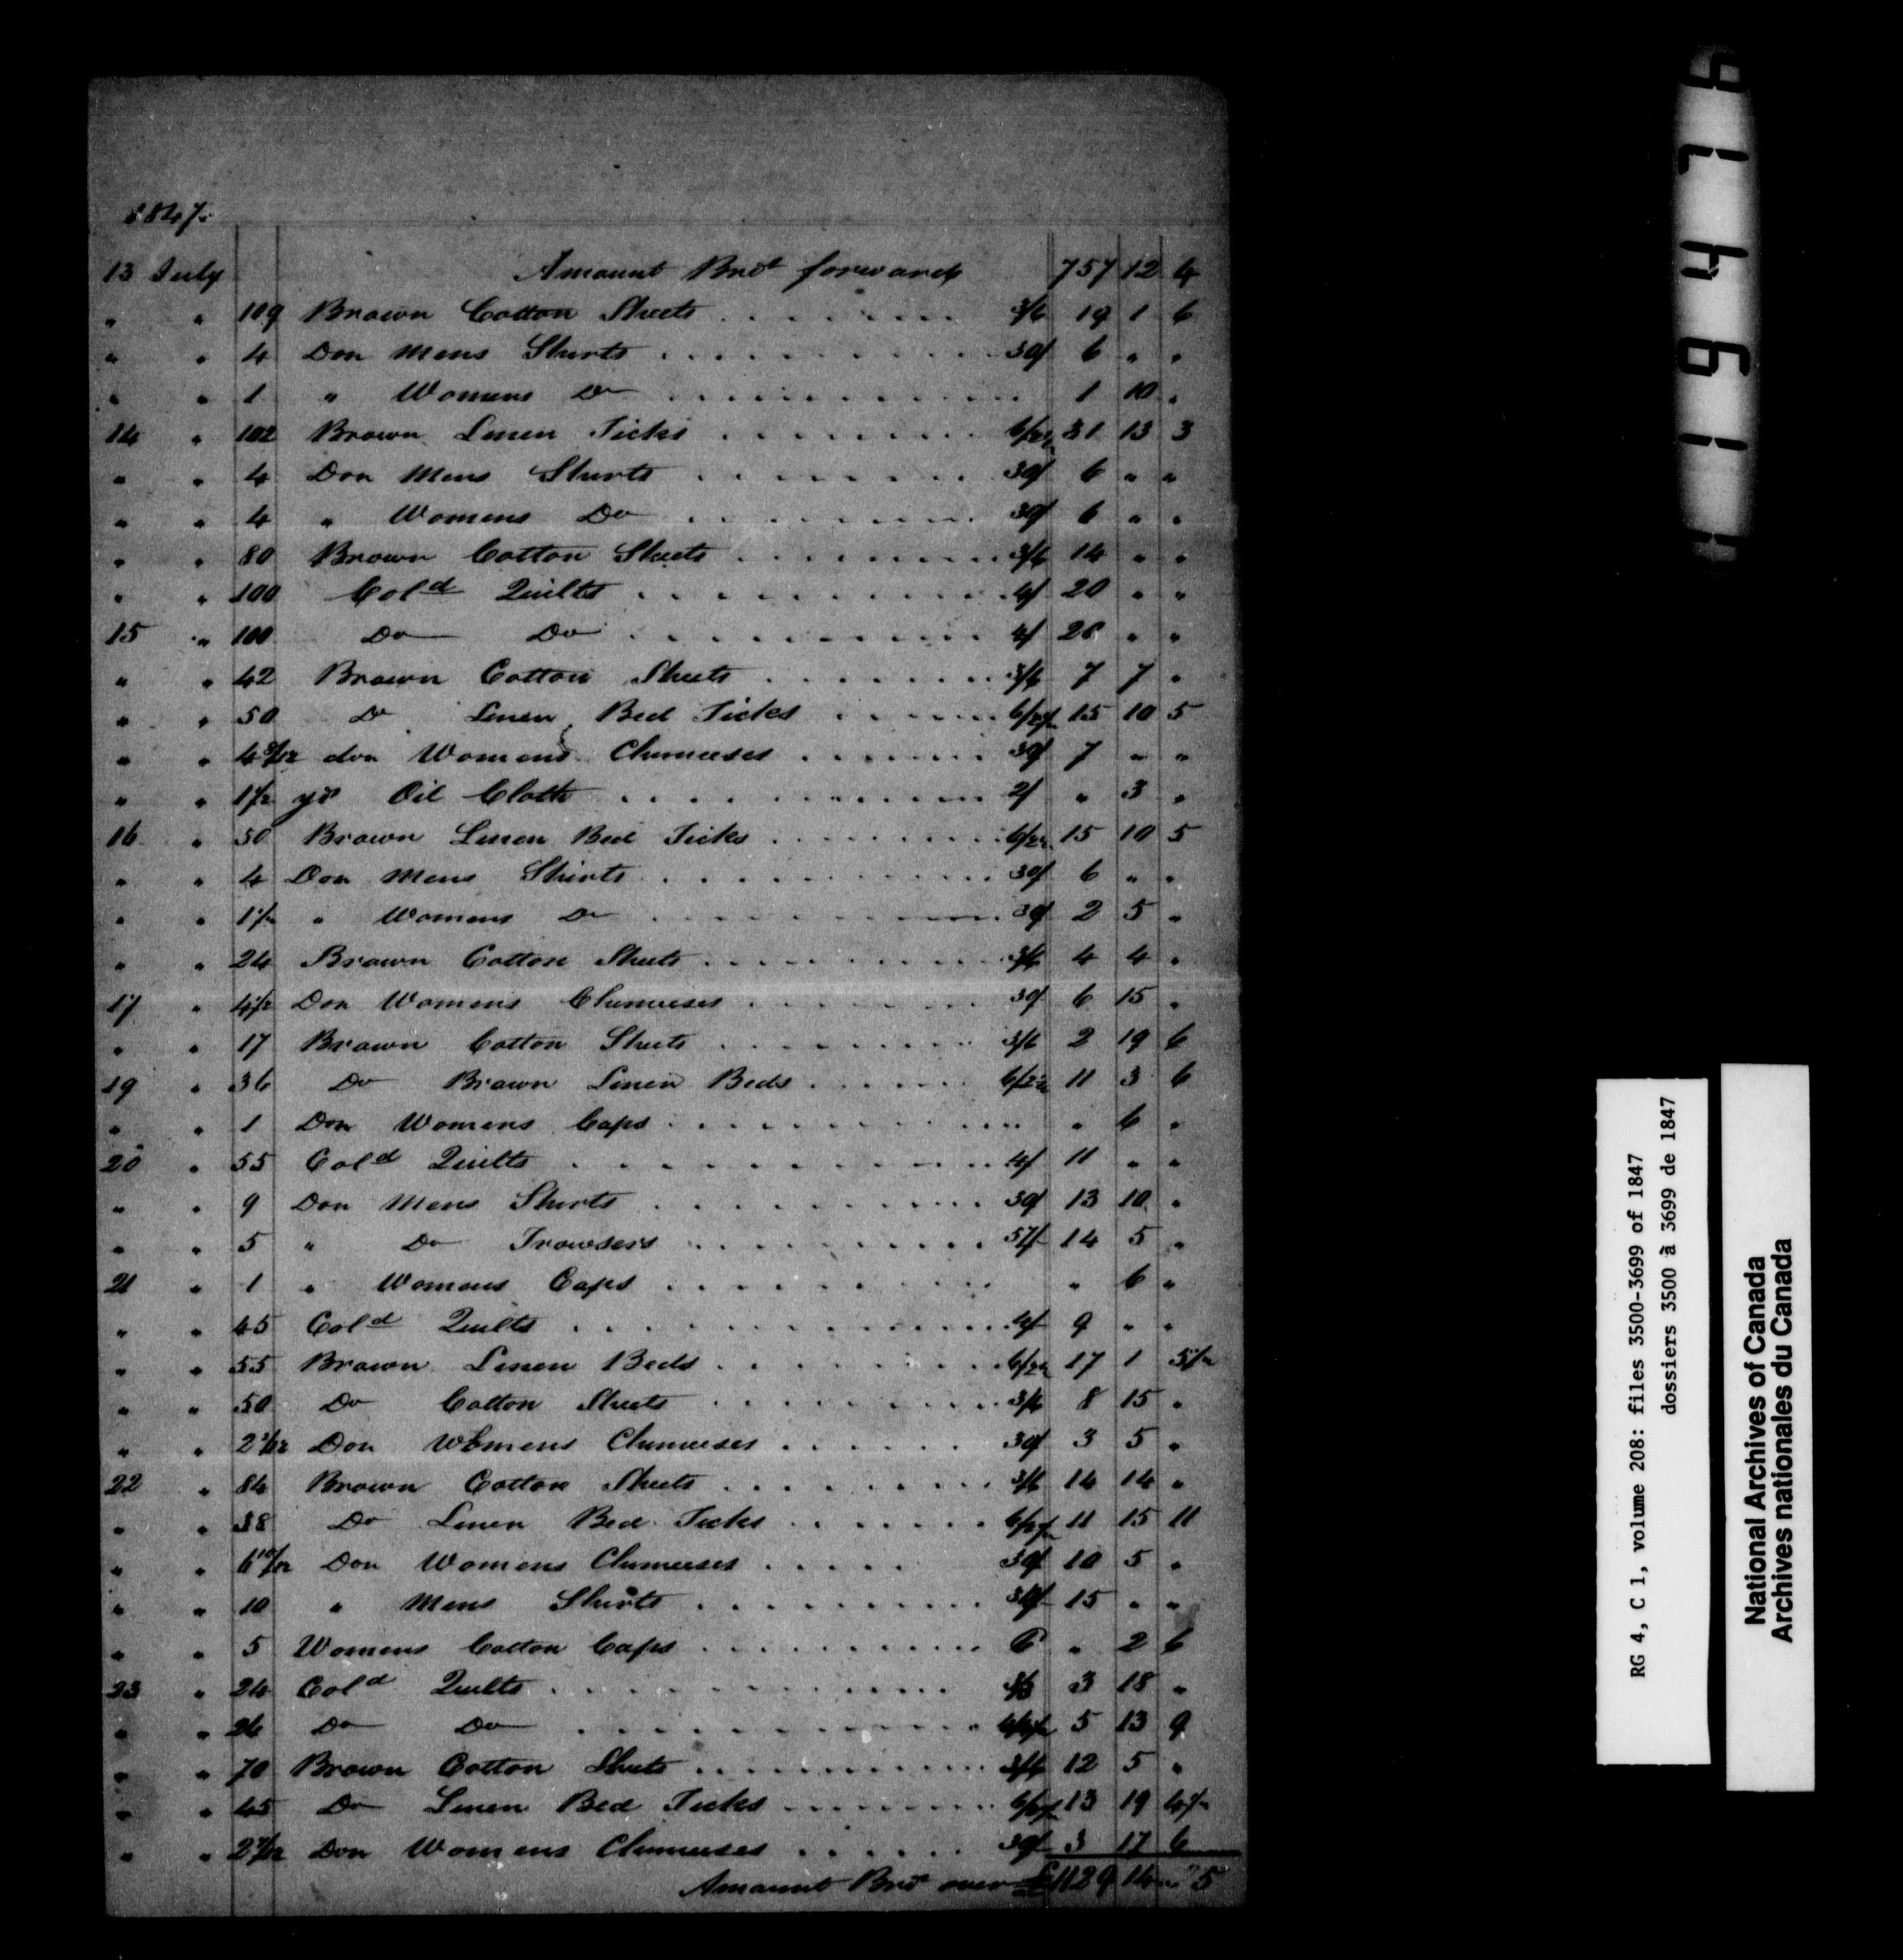 1847.
13 July Amount Brot forward 757 12 4
" " 109 Brown Cotton Sheets 3/6 19 1 6
" " 4 Doz Mens Shirts 30/ 6 " "
" " 1 " Womens Do 1 10 "
14 " 102 Brown Linen Ticks 6/2½ 31 13 3
" " 4 Doz Mens Shirts 30/ 6 " "
" " 4 " Womens Do 30/ 6 " "
" " 80 Brown Cotton Sheets 3/6 14 " "
" " 100 Cold Quilts 4/ 20 " "
15 " 100 Do Do 4/ 20 " "
" " 42 Brown Cotton Sheets 3/6 7 7 "
" " 50 Do Linen Bed Ticks 6/2½ 15 10 5
" " 4 8/12 doz Womens Chemieses 30/ 7 " "
" " 1½ yds Oil Cloth 2/ " 3 "
16 " 50 Brown Linen Bed Ticks 6/2½ 15 10 5
" " 4 Doz Mens Shirts 30/ 6 " "
" " 1½ " Womens Do 30/ 2 5 "
" " 24 Brown Cotton Sheets 3/6 4 4 "
17 " 4½ Doz Womens Chemieses 30/ 6 15 "
" " 17 Brown Cotton Sheets 3/6 2 19 6
19 " 36 Do Brown Linen Beds 6/2½ 11 3 6
" " 1 Doz Womens Caps " 6 "
20 " 55 Cold Quilts 4/ 11 " "
" " 9 Doz Mens Shirts 30/ 13 10 "
" " 5 " Do Trowsers 57/ 14 5 "
21 " 1 " Womens Caps " 6 "
" " 45 Cold Quilts 4/ 9 " "
" " 55 Brown Linen Beds 6/2½ 17 1 5½
" " 50 Do Cotton Sheets 3/6 8 15 "
" " 2 2/12 Doz Womens Chemieses 30/ 3 5 "
22 " 84 Brown Cotton Sheets 3/6 14 14 "
" " 38 Do Linen Bed Ticks 6/2½ 11 15 11
" " 6 10/12 Doz Womens Chemieses 30/ 10 5 "
" " 10 " Mens Shirts 30/ 15 " "
" " 5 Womens Cotton Caps 6 " 2 6
23 " 24 Cold Quilts 3/3 3 18 "
" " 26 Do Do 4/4½ 5 13 9
" " 70 Brown Cotton Sheets 3/6 12 5 "
" " 45 Do Linen Bed Ticks 6/2½ 13 19 4½
" " 2 7/12 Doz Womens Chemieses 30/ 3 17 6
Amount Brot over £1129 14 5
119476
RG 4, C 1, volume 208: files 3500-3699 of 1847
dossiers 3500 à 3699 de 1847
National Archives of Canada
Archives nationales du Canada